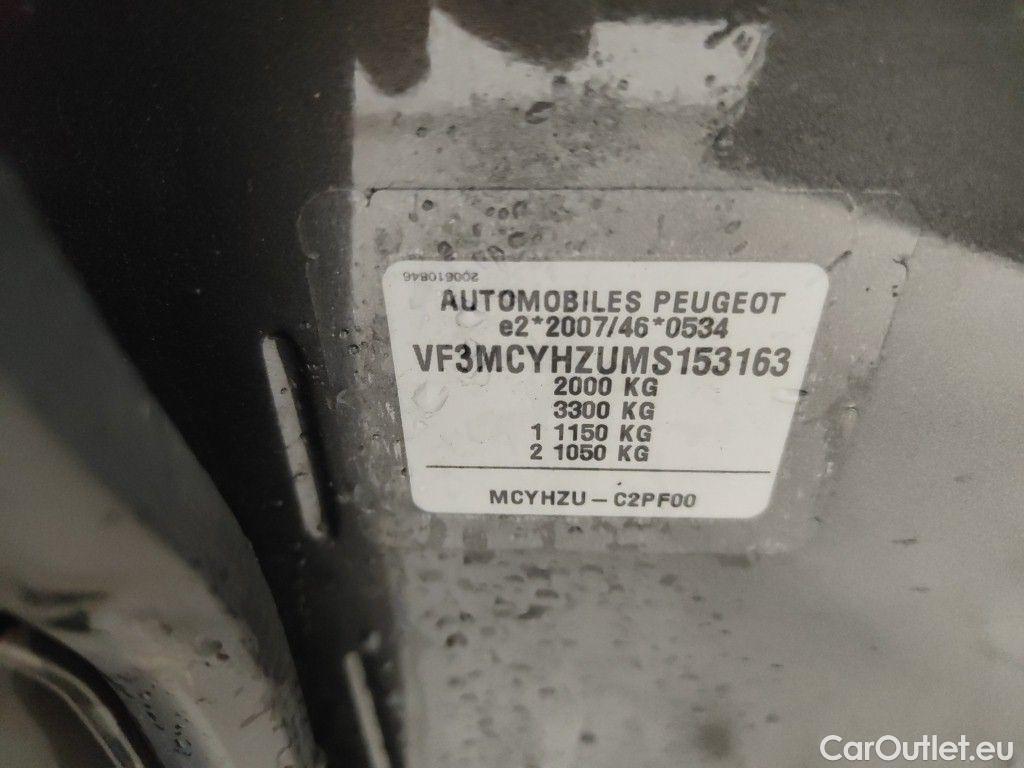 200610846
AUTOMOBILES PEUGEOT
e2*2007/46*0534
VF3MCYHZUMS153163
2000 KG
3300 KG
1 1150 KG
2 1050 KG
MCYHZU-C2PF00
CarOutlet.eu